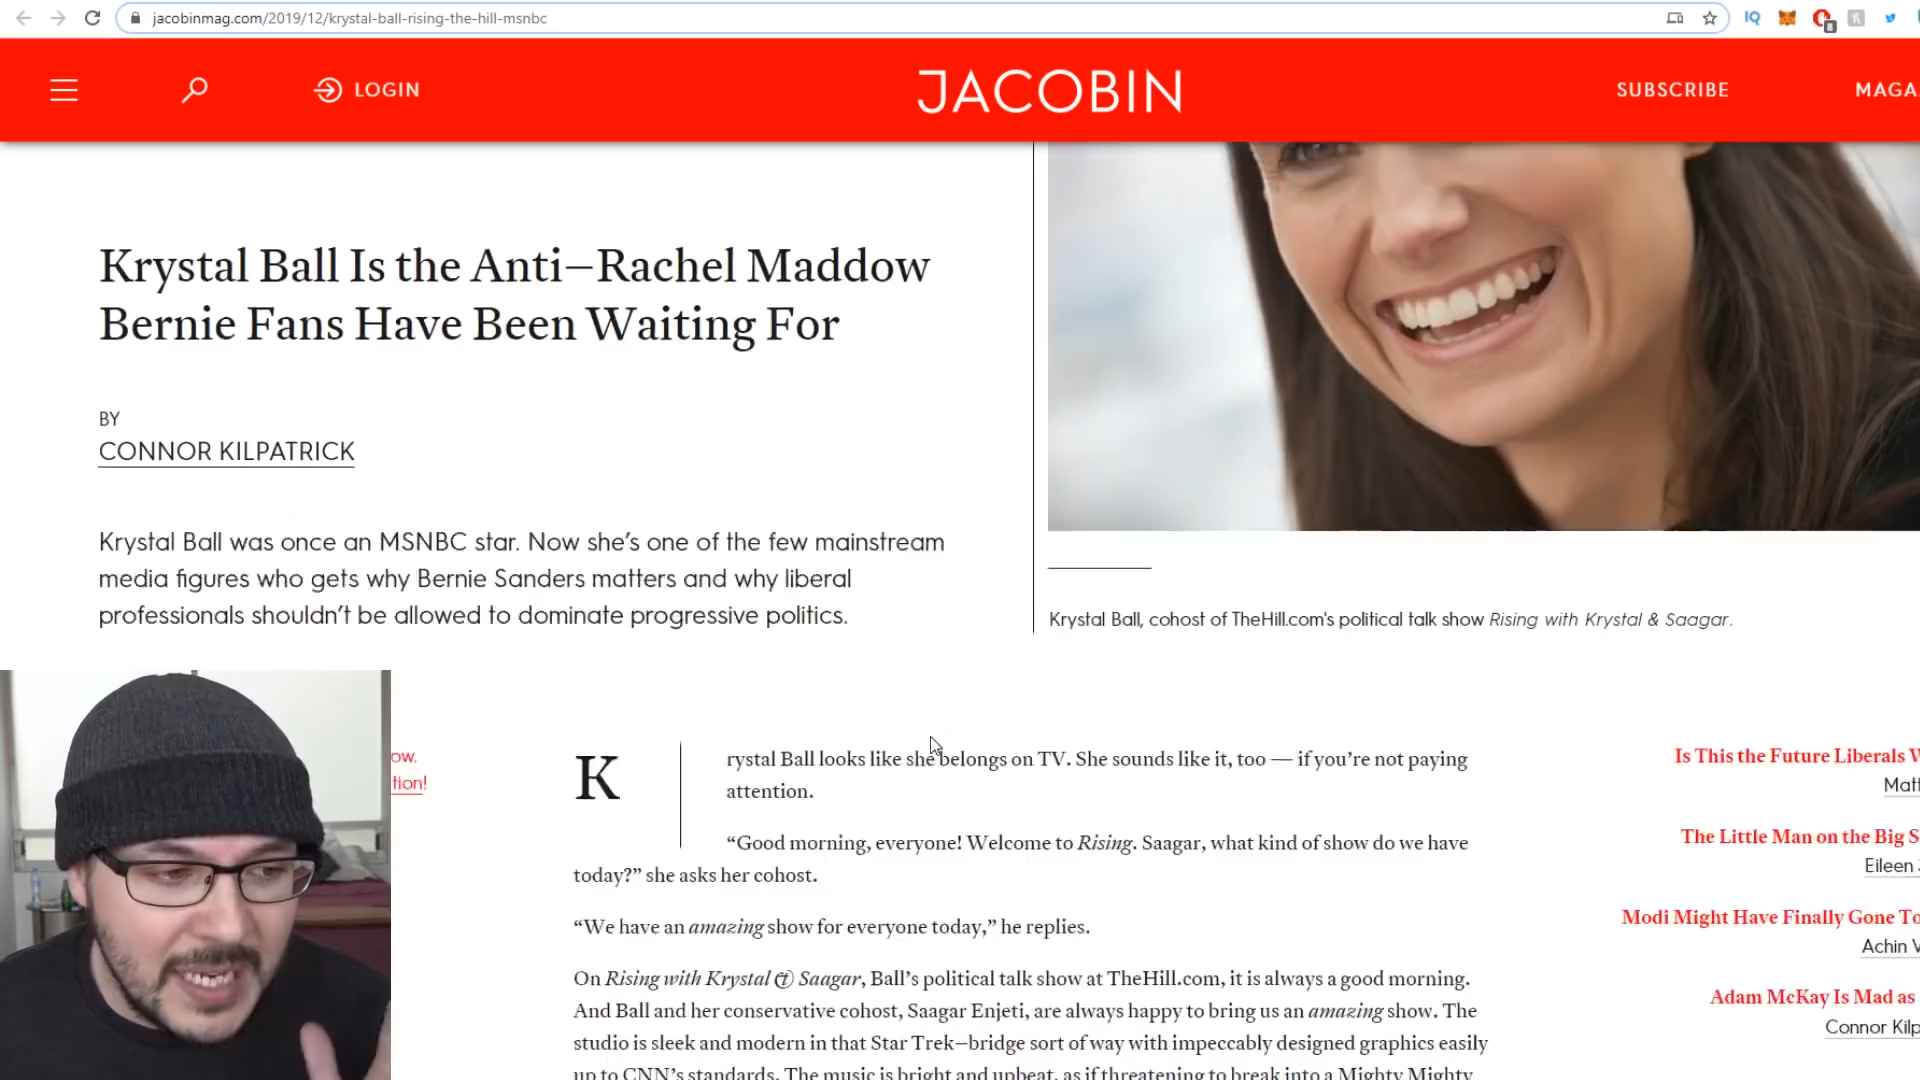 jacobinmag.com/2019/12/krystal-ball-rising-the-hill-msnbc
IQ
8
LOGIN
JACOBIN
SUBSCRIBE
MAGA
Krystal Ball Is the Anti–Rachel Maddow
Bernie Fans Have Been Waiting For
BY
CONNOR KILPATRICK
Krystal Ball was once an MSNBC star. Now she's one of the few mainstream
media figures who gets why Bernie Sanders matters and why liberal
professionals shouldn't be allowed to dominate progressive politics.
Krystal Ball, cohost of TheHill.com's political talk show Rising with Krystal & Saagar.
ow.
tion!
K
rystal Ball looks like she belongs on TV. She sounds like it, too — if you're not paying
attention.
“Good morning, everyone! Welcome to Rising. Saagar, what kind of show do we have
today?” she asks her cohost.
“We have an amazing show for everyone today,” he replies.
On Rising with Krystal & Saagar, Ball's political talk show at TheHill.com, it is always a good morning.
And Ball and her conservative cohost, Saagar Enjeti, are always happy to bring us an amazing show. The
studio is sleek and modern in that Star Trek–bridge sort of way with impeccably designed graphics easily
up to CNN's standards. The music is bright and upbeat, as if threatening to break into a Mighty Mighty
Is This the Future Liberals W
Matt
The Little Man on the Big S
Eileen
Modi Might Have Finally Gone To
Achin V
Adam McKay Is Mad as
Connor Kilp